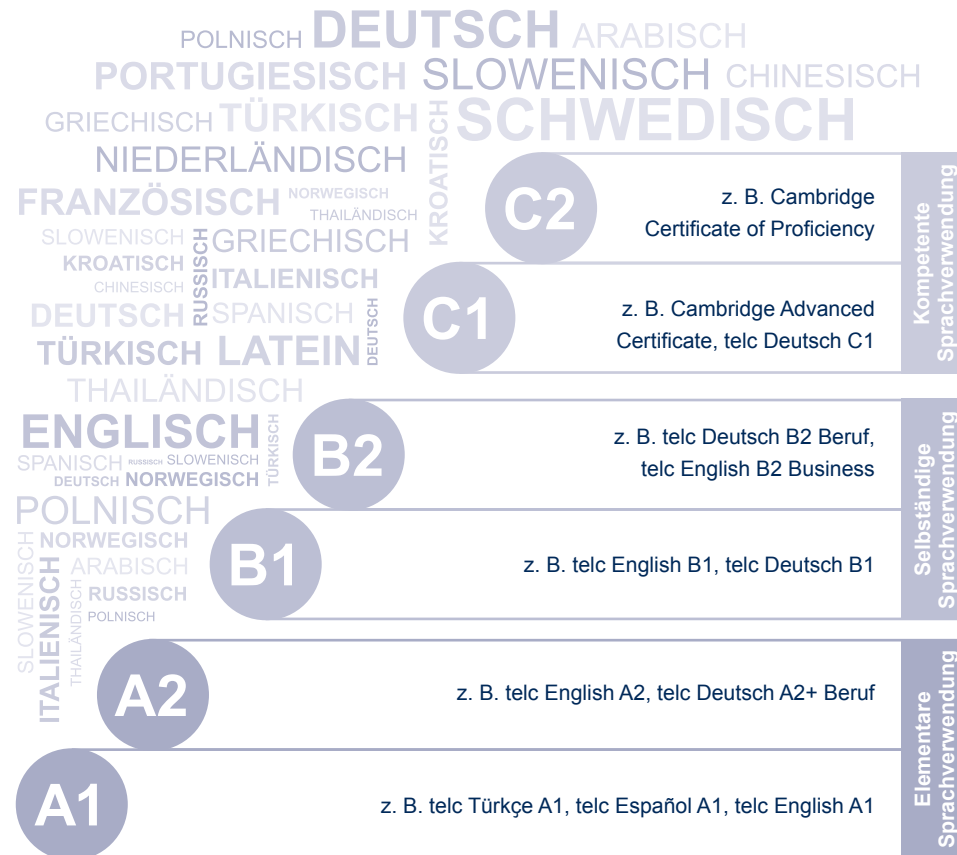 POLNISCH DEUTSCH ARABISCH
PORTUGIESISCH SLOWENISCH CHINESISCH
GRIECHISCH TÜRKISCH SCHWEDISCH
KROATISCH
NIEDERLÄNDISCH
FRANZÖSISCH NORWEGISCH
THAILÄNDISCH
SLOWENISCH GRIECHISCH
RUSSISCH
KROATISCH ITALIENISCH
CHINESISCH
DEUTSCH SPANISCH
DEUTSCH
TÜRKISCH LATEIN
THAILÄNDISCH
ENGLISCH
TÜRKISCH
SPANISCH RUSSISCH SLOWENISCH
DEUTSCH NORWEGISCH
POLNISCH
NORWEGISCH
SLOWENISCH
ITALIENISCH
ARABISCH
THAILÄNDISCH
RUSSISCH
POLNISCH
C2
z. B. Cambridge
Certificate of Proficiency
C1
z. B. Cambridge Advanced
Certificate, telc Deutsch C1
Kompetente
Sprachverwendung
B2
z. B. telc Deutsch B2 Beruf,
telc English B2 Business
B1
z. B. telc English B1, telc Deutsch B1
Selbständige
Sprachverwendung
A2
z. B. telc English A2, telc Deutsch A2+ Beruf
A1
z. B. telc Türkçe A1, telc Español A1, telc English A1
Elementare
Sprachverwendung